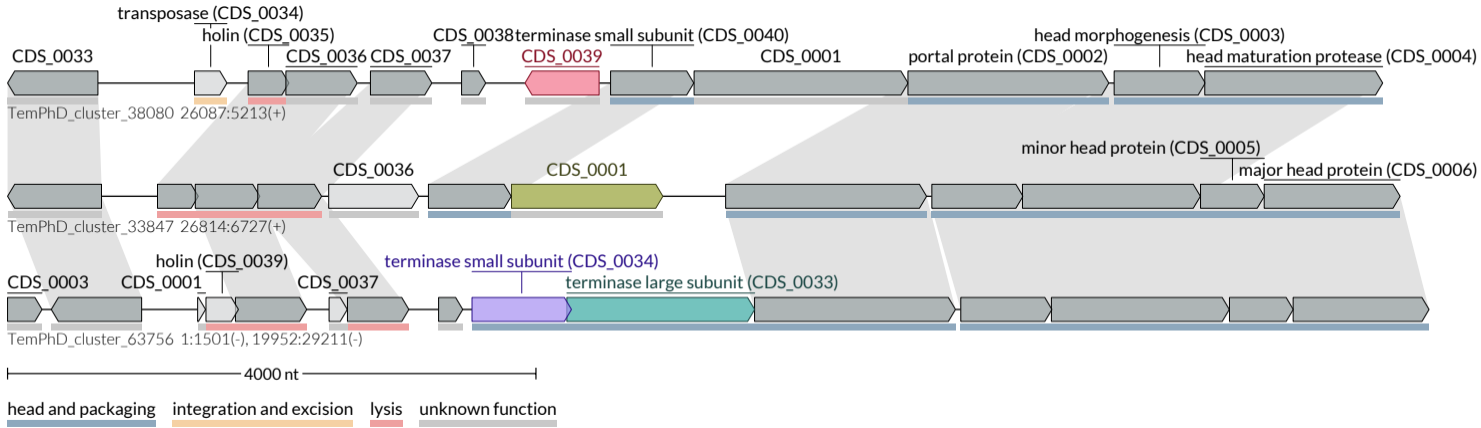 transposase (CDS_0034)
holin (CDS_0035)
CDS_0038 terminase small subunit (CDS_0040)
head morphogenesis (CDS_0003)
CDS_0033
CDS_0036
CDS_0037
CDS_0039
CDS_0001
portal protein (CDS_0002)
head maturation protease (CDS_0004)
TemPhD_cluster_38080 26087:5213(+)
minor head protein (CDS_0005)
CDS_0036
CDS_0001
major head protein (CDS_0006)
TemPhD_cluster_33847 26814:6727(+)
holin (CDS_0039)
terminase small subunit (CDS_0034)
CDS_0003
CDS_0001
CDS_0037
terminase large subunit (CDS_0033)
TemPhD_cluster_63756 1:1501(-), 19952:29211(-)
4000 nt
head and packaging integration and excision lysis unknown function